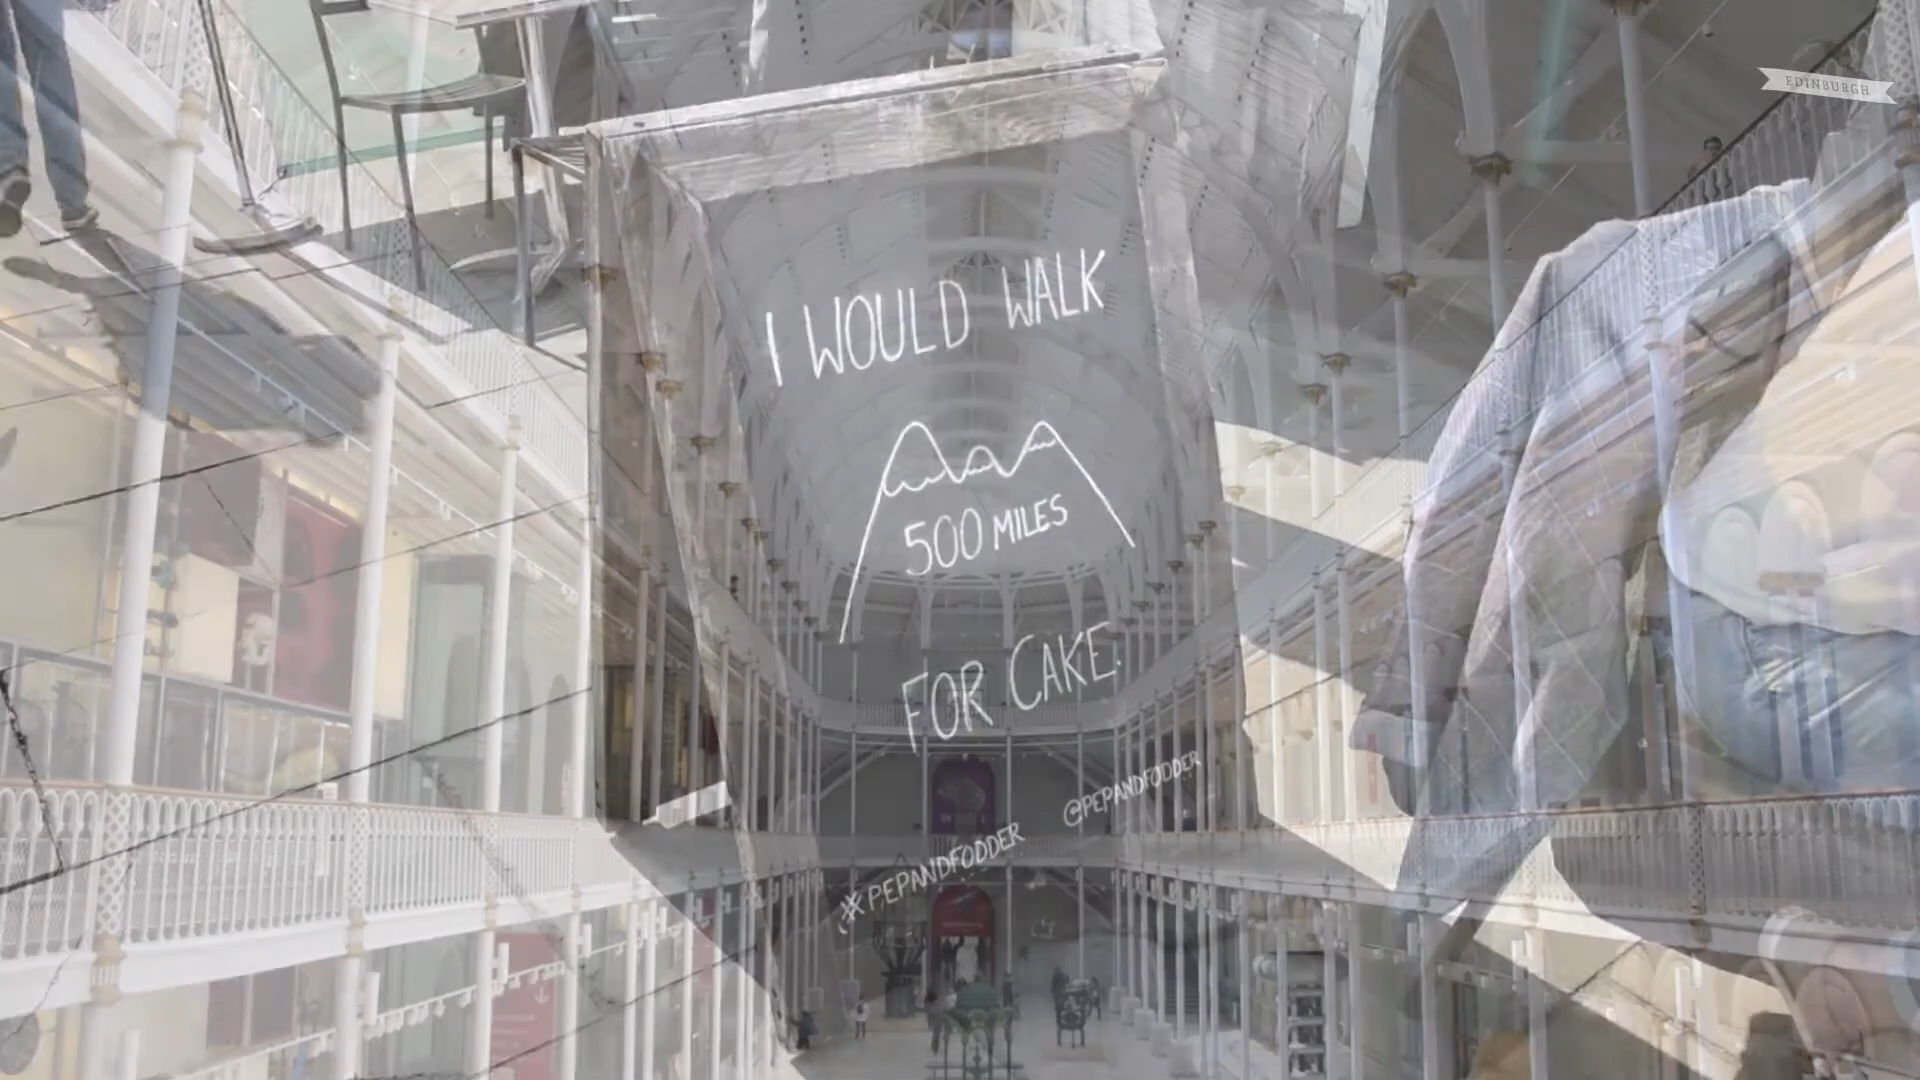 EDINBURGH
I WOULD WALK
500 MILES
FOR CAKE.
@PEPANDFODDER
#PEPANDFODDER